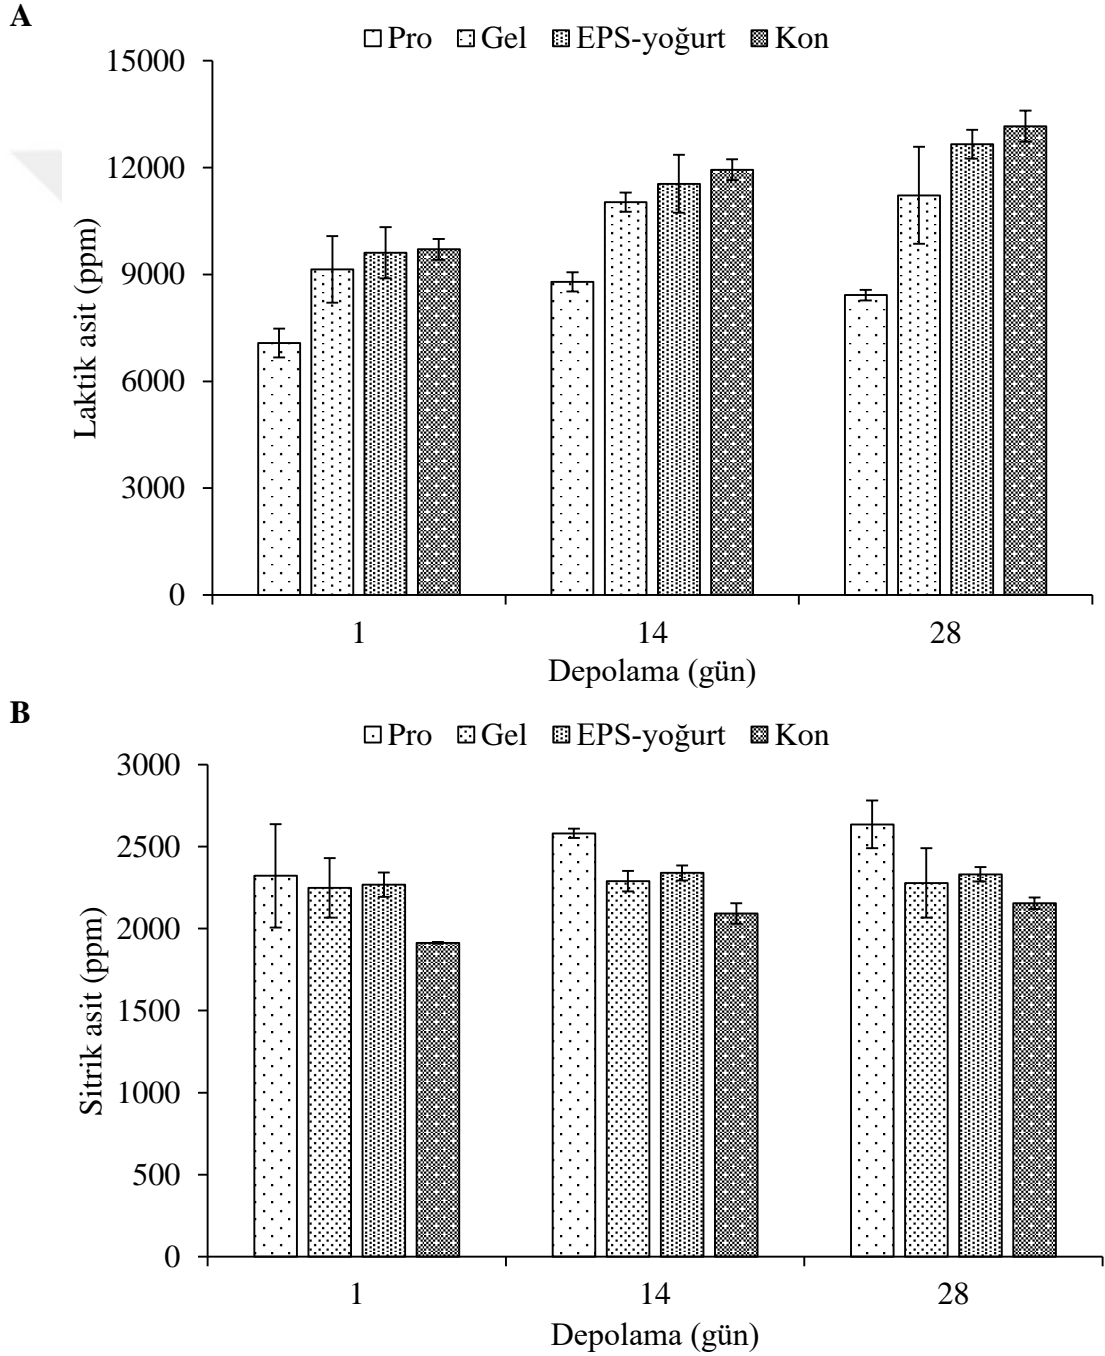 A
Pro Gel EPS-yoğurt Kon
15000
12000
9000
6000
3000
0
Laktik asit (ppm)
1 14 28
Depolama (gün)
B
Pro Gel EPS-yoğurt Kon
3000
2500
2000
1500
1000
500
0
Sitrik asit (ppm)
1 14 28
Depolama (gün)